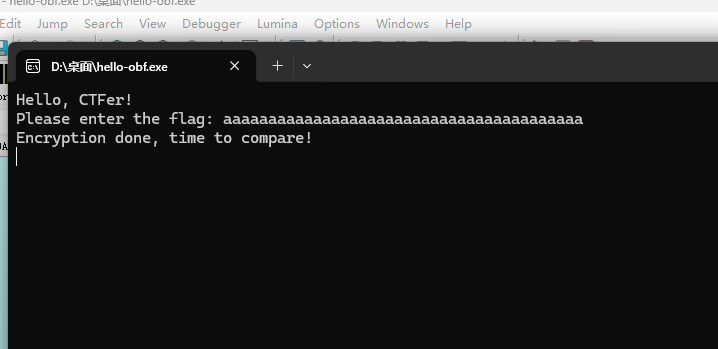 - hello-obf.exe D:\桌面\hello-obf.exe
Edit Jump Search View Debugger Lumina Options Windows Help
D:\桌面\hello-obf.exe
Hello, CTFer!
Please enter the flag: aaaaaaaaaaaaaaaaaaaaaaaaaaaaaaaaaaaaaaaa
Encryption done, time to compare!